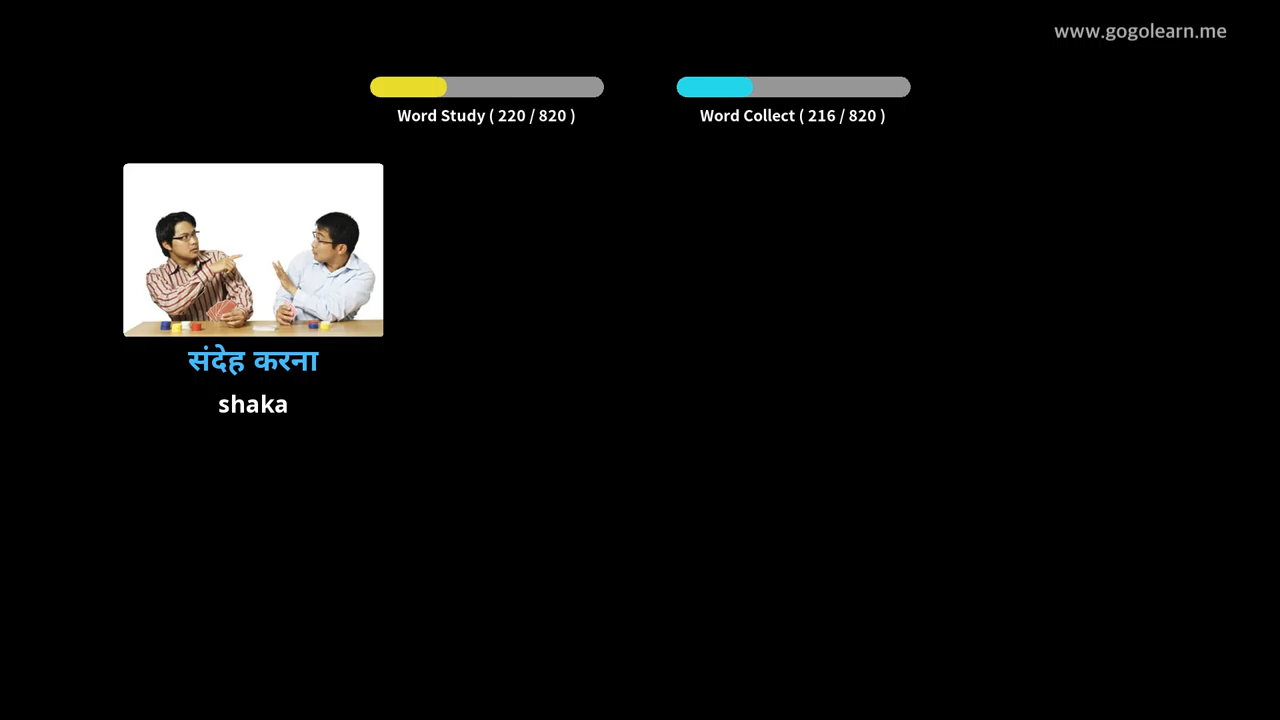 www.gogolearn.me
Word Study ( 220 / 820 )
Word Collect ( 216 / 820 )
संदेह करना
shaka